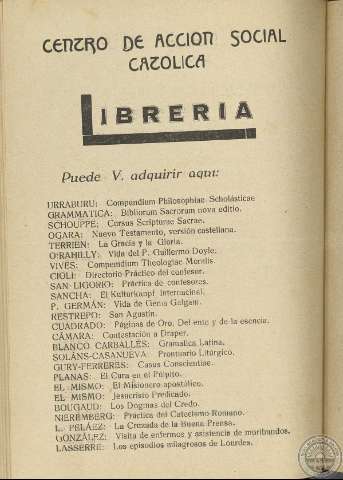 CENTRO DE ACCION SOCIAL
CATOLICA
LIBRERIA
Puede V. adquirir aquí:
URRABURU: Compendium Philosophiae Scholásticae
GRAMMATICA: Bibliorum Sacrorum nova editio.
SCHOUPPE: Corsus Scripturae Sacrae.
OGARA: Nuevo Testamento, versión castellana.
TERRIEN: La Gracia y la Gloria.
O'RAHILLY: Vida del P. Guillermo Doyle.
VIVES: Compendium Theologiae Moralis.
CIOLI: Directorio Práctico del confesor.
SAN LIGORIO: Práctica de confesores.
SANCHA: El Kulturkampf internacinal.
P. GERMÁN: Vida de Gema Galgani.
RESTREPO: San Agustín.
CUADRADO: Páginas de Oro. Del ente y de la esencia.
CÁMARA: Contestación a Draper.
BLANCO CARBALLÉS: Gramatica Latina.
SOLÁNS-CASANUEVA: Prontuario Litúrgico.
GURY-FERRERES: Casus Conscientiae.
PLANAS: El Cura en el Púlpito.
EL MISMO: El Misionero apostólico.
EL MISMO: Jesucristo Predicado.
BOUGAUD: Los Dogmas del Credo.
NIEREMBERG: Práctica del Catecismo Romano.
L. PELÁEZ: La Cruzada de la Buena Prensa.
GONZÁLEZ: Visita de enfermos y asistencia de moribundos.
LASSERRE: Los episodios milagrosos de Lourdes.